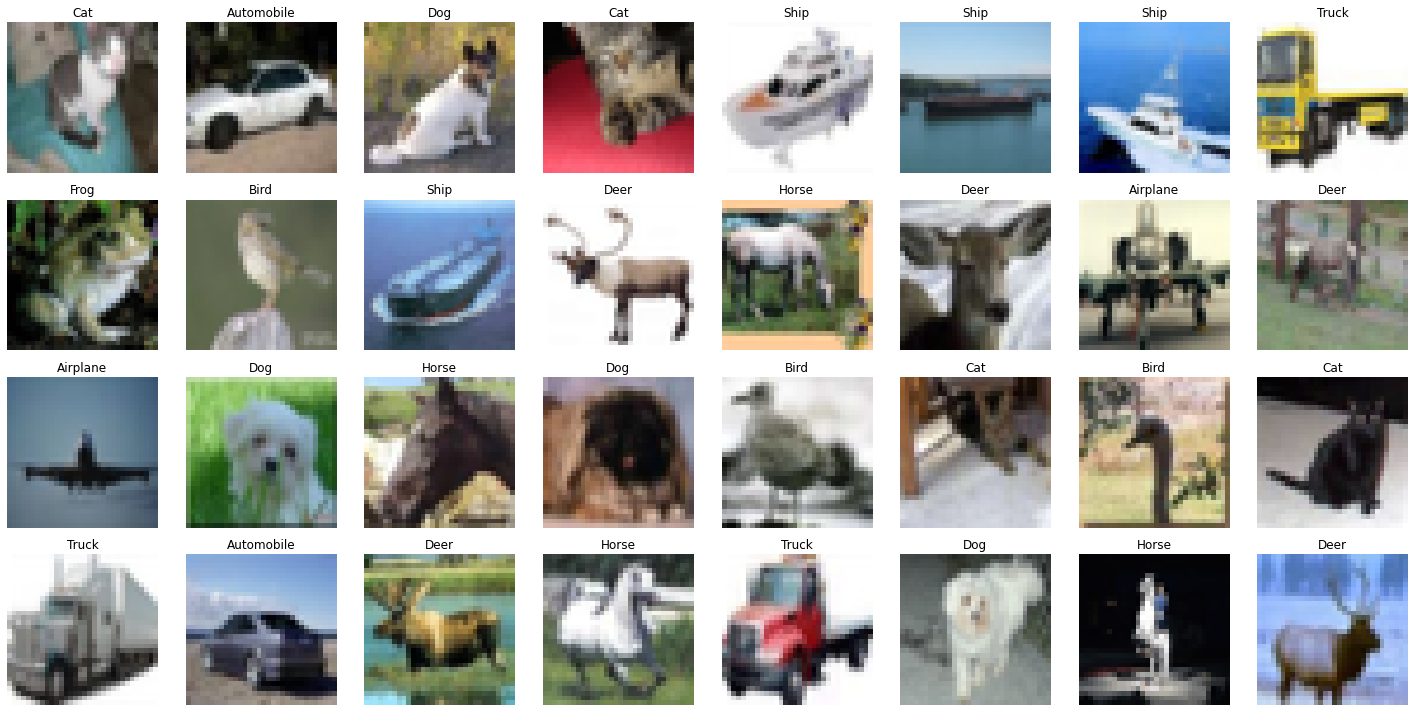 Cat Automobile Dog Cat Ship Ship Ship Truck
Frog Bird Ship Deer Horse Deer Airplane Deer
Airplane Dog Horse Dog Bird Cat Bird Cat
Truck Automobile Deer Horse Truck Dog Horse Deer